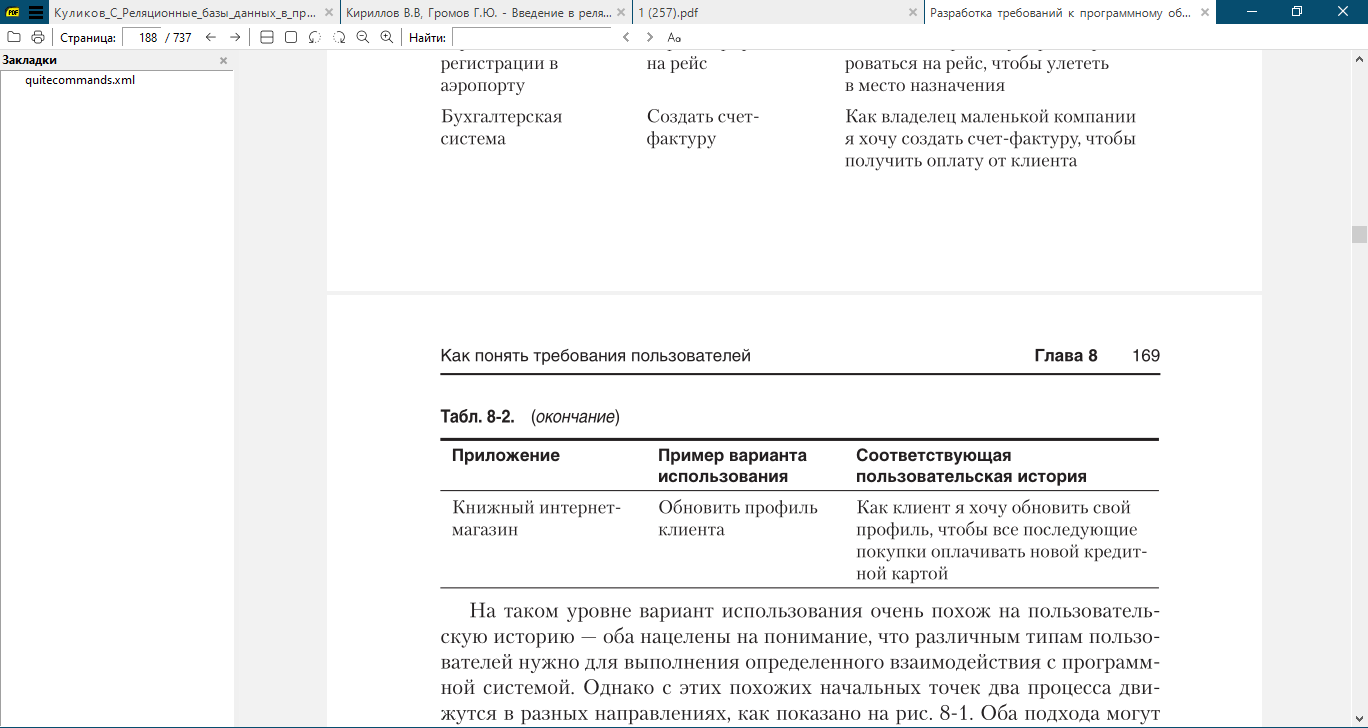 Куликов_С_Реляционные_базы_данных_в_пр...
Кириллов В.В, Громов Г.Ю. - Введение в реля...
1 (257).pdf
Разработка требований к программному об...
Страница: 188 / 737
Найти:
Aa
Закладки
quitecommands.xml
регистрации в
аэропорту
на рейс
роваться на рейс, чтобы улететь
в место назначения
Бухгалтерская
система
Создать счет-
фактуру
Как владелец маленькой компании
я хочу создать счет-фактуру, чтобы
получить оплату от клиента
Как понять требования пользователей
Глава 8 169
Табл. 8-2. (окончание)
Приложение
Пример варианта
использования
Соответствующая
пользовательская история
Книжный интернет-
магазин
Обновить профиль
клиента
Как клиент я хочу обновить свой
профиль, чтобы все последующие
покупки оплачивать новой кредит-
ной картой
На таком уровне вариант использования очень похож на пользователь-
скую историю — оба нацелены на понимание, что различным типам пользо-
вателей нужно для выполнения определенного взаимодействия с программ-
ной системой. Однако с этих похожих начальных точек два процесса дви-
жутся в разных направлениях, как показано на рис. 8-1. Оба подхода могут